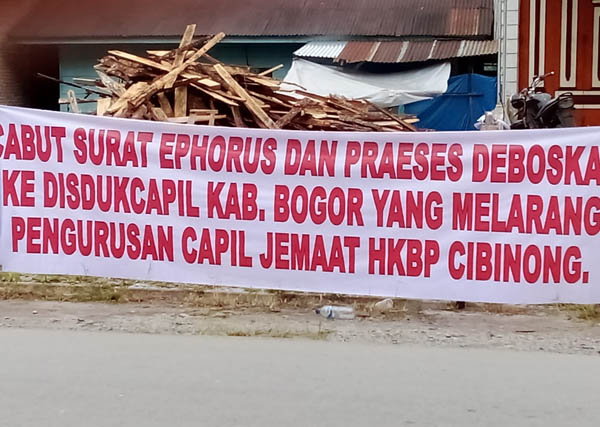 CABUT SURAT EPHORUS DAN PRAESES DEBOSKA
KE DISDUKCAPIL KAB. BOGOR YANG MELARANG
PENGURUSAN CAPIL JEMAAT HKBP CIBINONG.